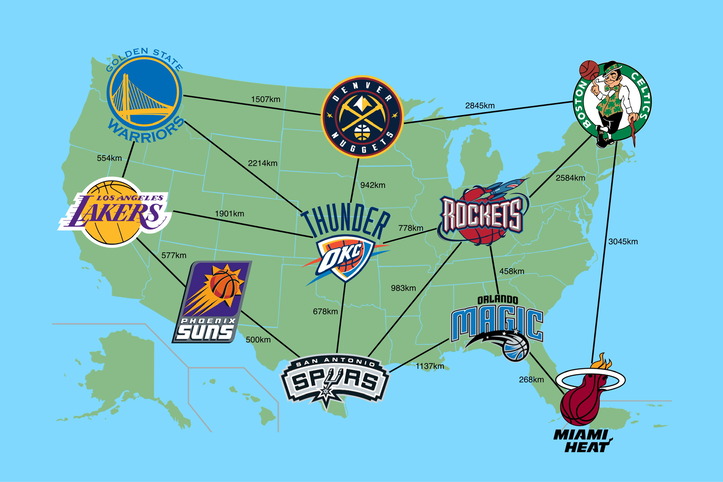 GOLDEN STATE
WARRIORS
DENVER
NUGGETS
BOSTON
CELTICS
1507km
2845km
554km
2214km
942km
2584km
LOS ANGELES
LAKERS
1901km
THUNDER
OKC
778km
ROCKETS
3045km
577km
983km
458km
PHOENIX
SUNS
678km
ORLANDO
MAGIC
500km
SAN ANTONIO
SPURS
1137km
268km
MIAMI
HEAT